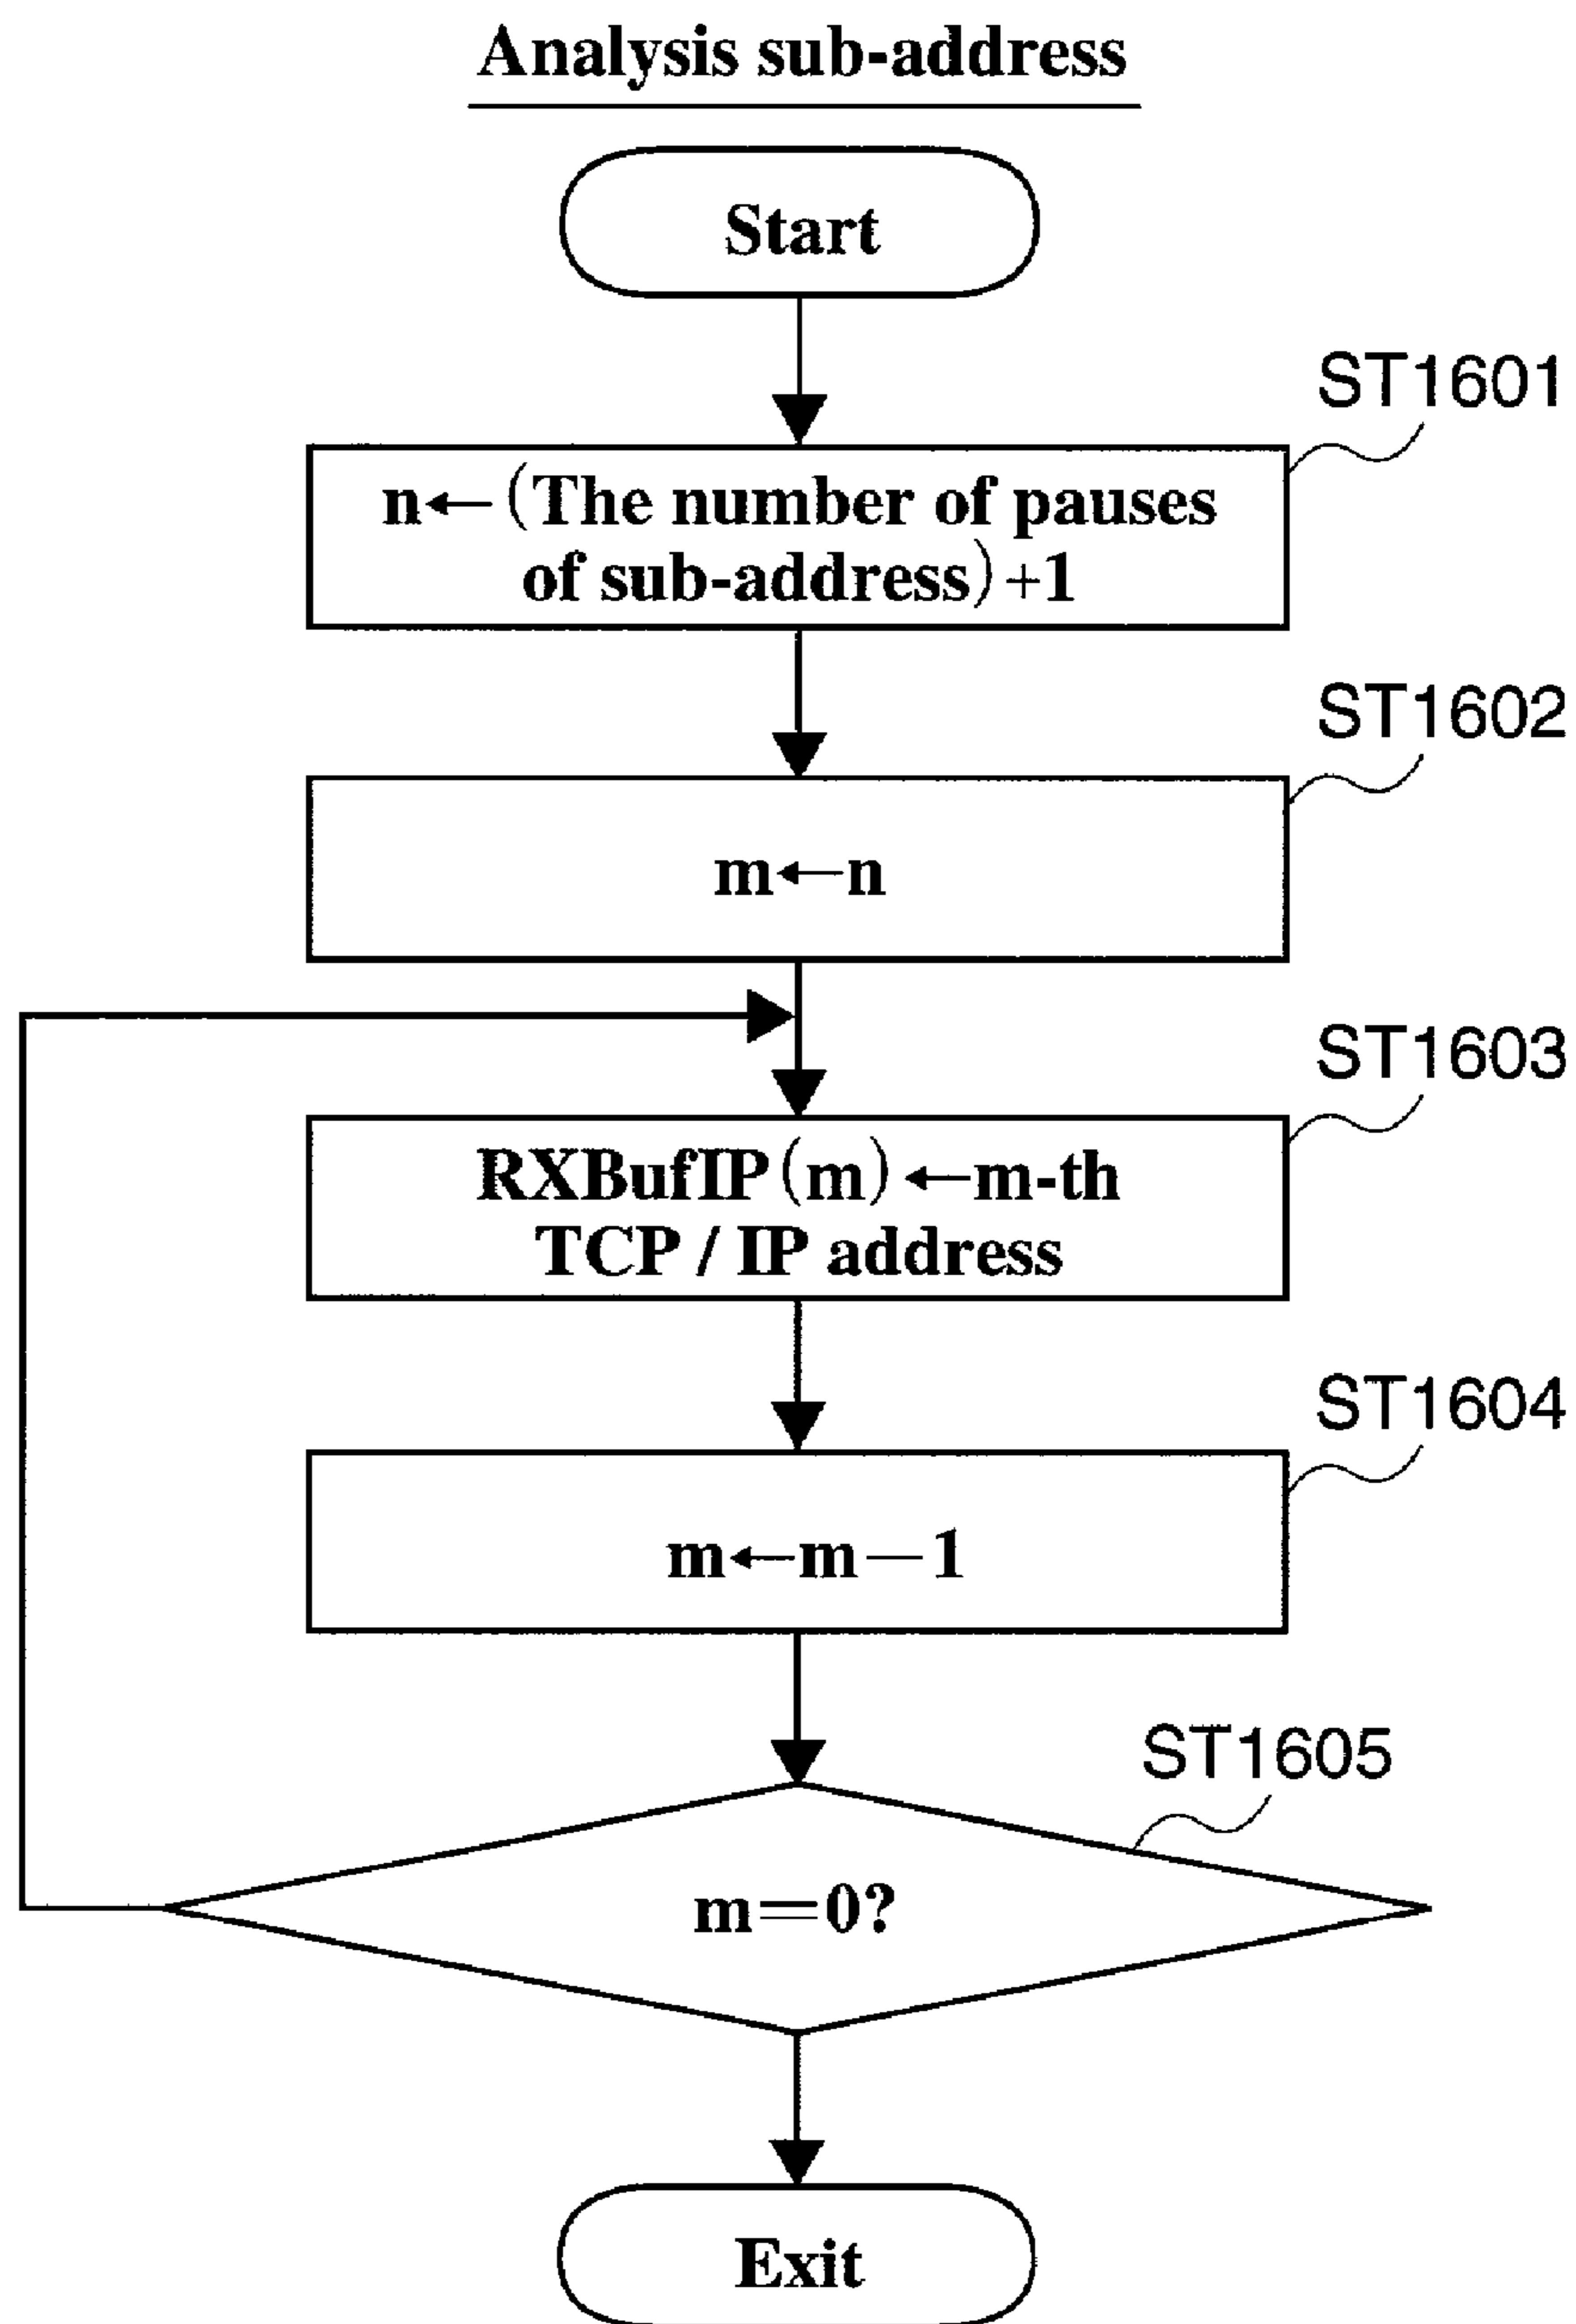 Analysis sub-address
Start
ST1601
n←(The number of pauses
of sub-address)+1
ST1602
m←n
ST1603
RXBufIP(m)←m-th
TCP / IP address
ST1604
m←m—1
ST1605
m=0?
Exit